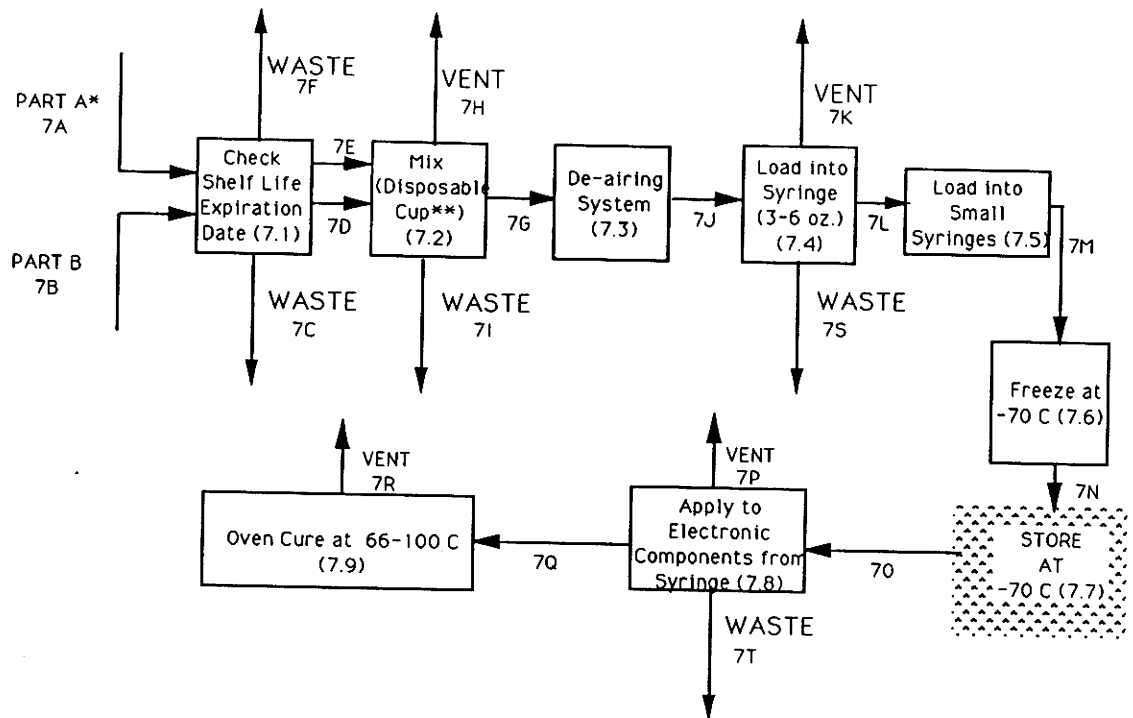 WASTE
7F
VENT
7H
VENT
7K
PART A*
7A
PART B
7B
Check
Shelf Life
Expiration
Date (7.1)
7E
7D
Mix
(Disposable
Cup**)
(7.2)
7G
De-airing
System
(7.3)
7J
Load into
Syringe
(3-6 oz.)
(7.4)
7L
Load into
Small
Syringes (7.5)
7M
WASTE
7C
WASTE
7I
WASTE
7S
Freeze at
-70 C (7.6)
7N
STORE
AT
-70 C (7.7)
7O
VENT
7P
Apply to
Electronic
Components from
Syringe (7.8)
7Q
VENT
7R
Oven Cure at 66-100 C
(7.9)
WASTE
7T